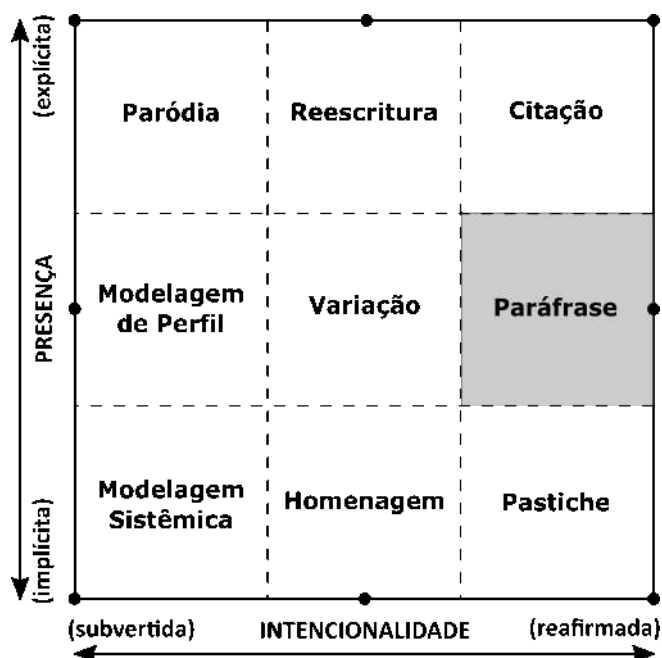 (explícita)
Paródia
Reescritura
Citação
PRESENÇA
Modelagem
de Perfil
Variação
Paráfrase
(implícita)
Modelagem
Sistêmica
Homenagem
Pastiche
(subvertida)
INTENCIONALIDADE
(reafirmada)